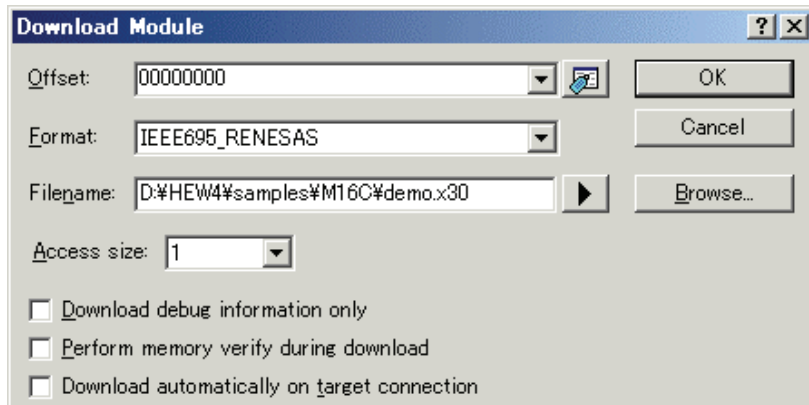 Download Module
Offset: 00000000
OK
Format: IEEE695_RENESAS
Cancel
Filename: D:¥HEW4¥samples¥M16C¥demo.x30
Browse...
Access size: 1
Download debug information only
Perform memory verify during download
Download automatically on target connection